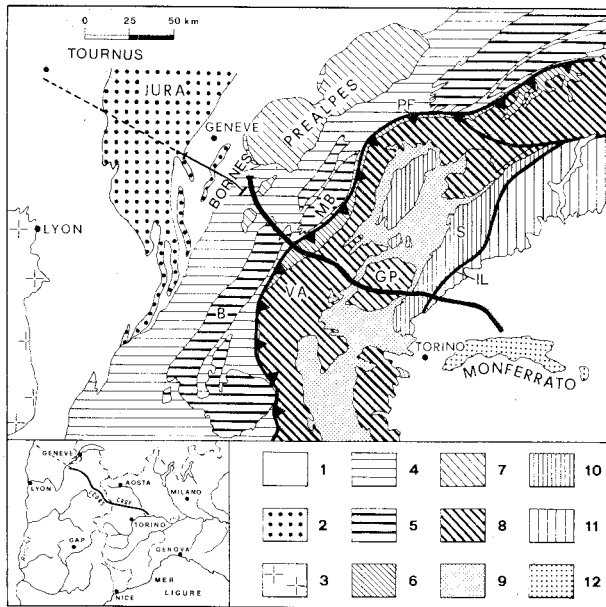 0 25 50 km
TOURNUS
JURA
GENEVE
PREALPES
PF
BORNES
MB
LYON
S
VA
GP
IL
B
TORINO
MONFERRATO
GENEVE
LYON
AOSTA
ECORS CROP
MILANO
TORINO
GAP
GENOVA
NICE
MER
LIGURE
1 4 7 10
2 5 8 11
3 6 9 12